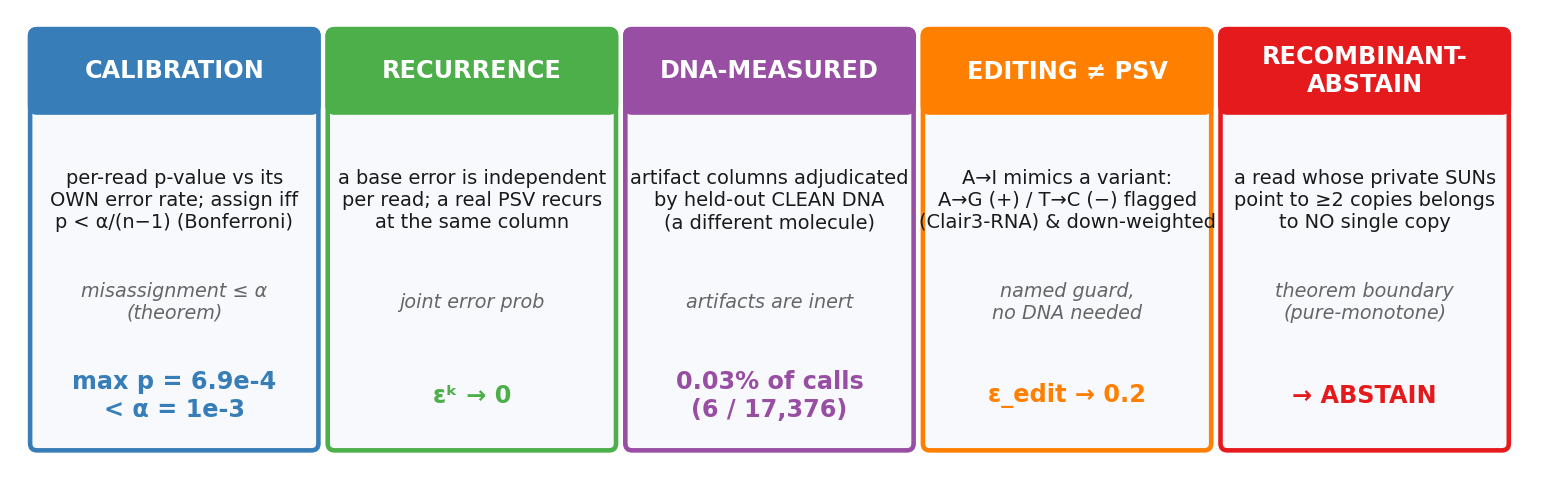 CALIBRATION
per-read p-value vs its
OWN error rate; assign iff
p < α/(n−1) (Bonferroni)
misassignment ≤ α
(theorem)
max p = 6.9e-4
< α = 1e-3
RECURRENCE
a base error is independent
per read; a real PSV recurs
at the same column
joint error prob
εᵏ → 0
DNA-MEASURED
artifact columns adjudicated
by held-out CLEAN DNA
(a different molecule)
artifacts are inert
0.03% of calls
(6 / 17,376)
EDITING ≠ PSV
A→I mimics a variant:
A→G (+) / T→C (−) flagged
(Clair3-RNA) & down-weighted
named guard,
no DNA needed
ε_edit → 0.2
RECOMBINANT-
ABSTAIN
a read whose private SUNs
point to ≥2 copies belongs
to NO single copy
theorem boundary
(pure-monotone)
→ ABSTAIN